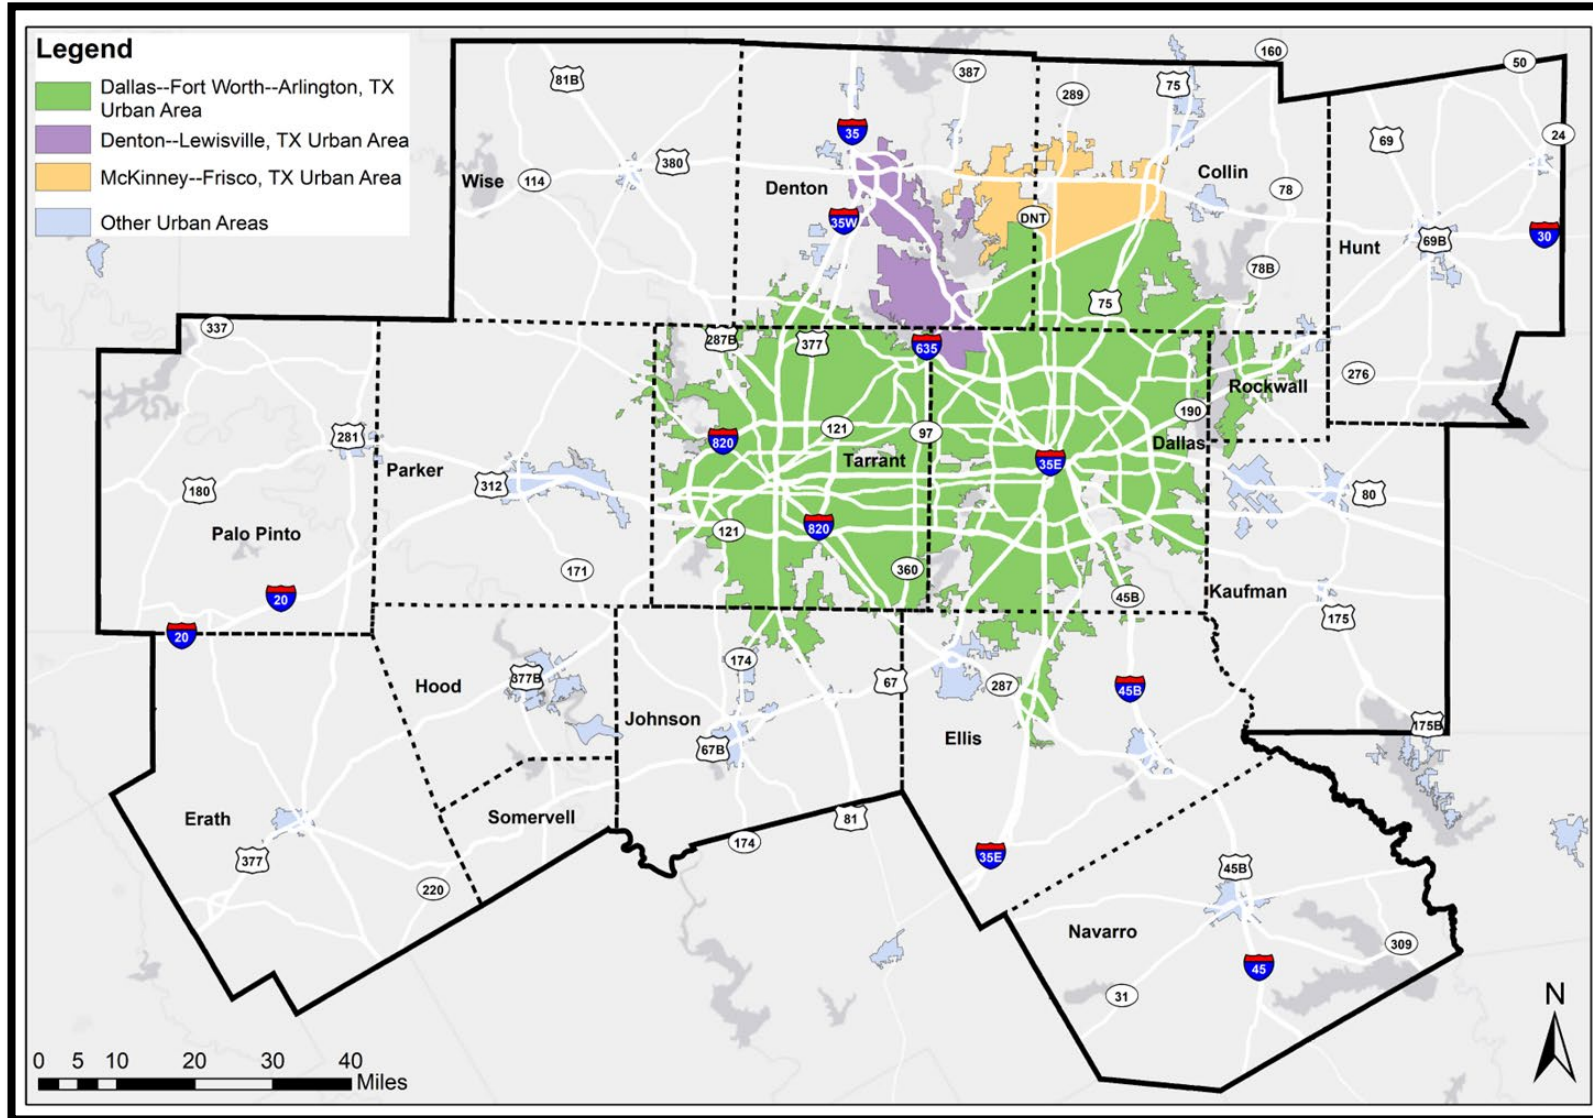 Legend
Dallas--Fort Worth--Arlington, TX
Urban Area
Denton--Lewisville, TX Urban Area
McKinney--Frisco, TX Urban Area
Other Urban Areas
160
50
81B
387
75
289
35
69
24
380
Wise
114
Denton
Collin
78
35W
DNT
69B
30
Hunt
78B
75
337
287B
377
635
276
Rockwall
190
281
820
121
97
Dallas
Parker
Tarrant
35E
312
180
80
Palo Pinto
121
820
171
360
20
45B
Kaufman
175
20
174
377B
67
Hood
287
45B
Johnson
67B
Ellis
175B
Erath
Somervell
81
174
377
35E
45B
220
Navarro
309
45
31
N
0 5 10 20 30 40
Miles